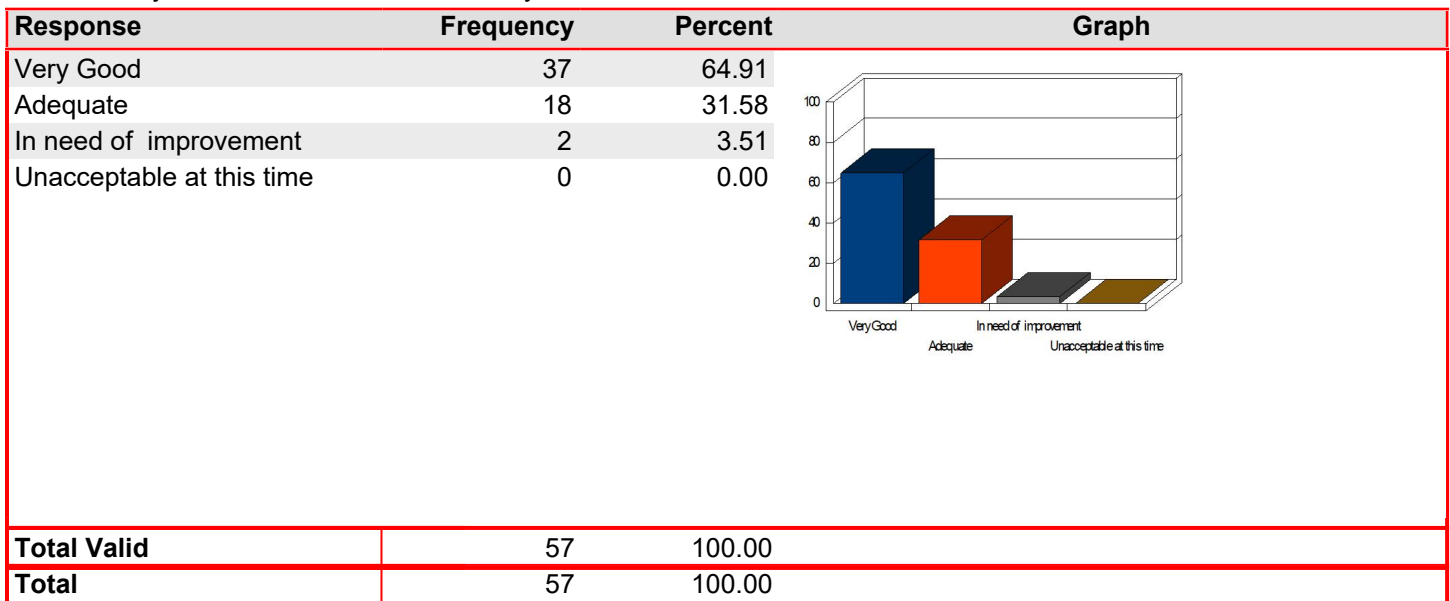 Response Frequency Percent Graph
Very Good 37 64.91
Adequate 18 31.58
In need of  improvement 2 3.51
Unacceptable at this time 0 0.00
100
80
60
40
20
0
Very Good In need of improvement
Adequate Unacceptable at this time
Total Valid 57 100.00
Total 57 100.00